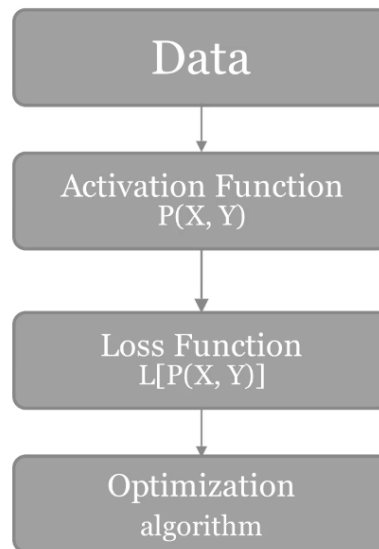 Data
Activation Function
P(X, Y)
Loss Function
L[P(X, Y)]
Optimization
algorithm